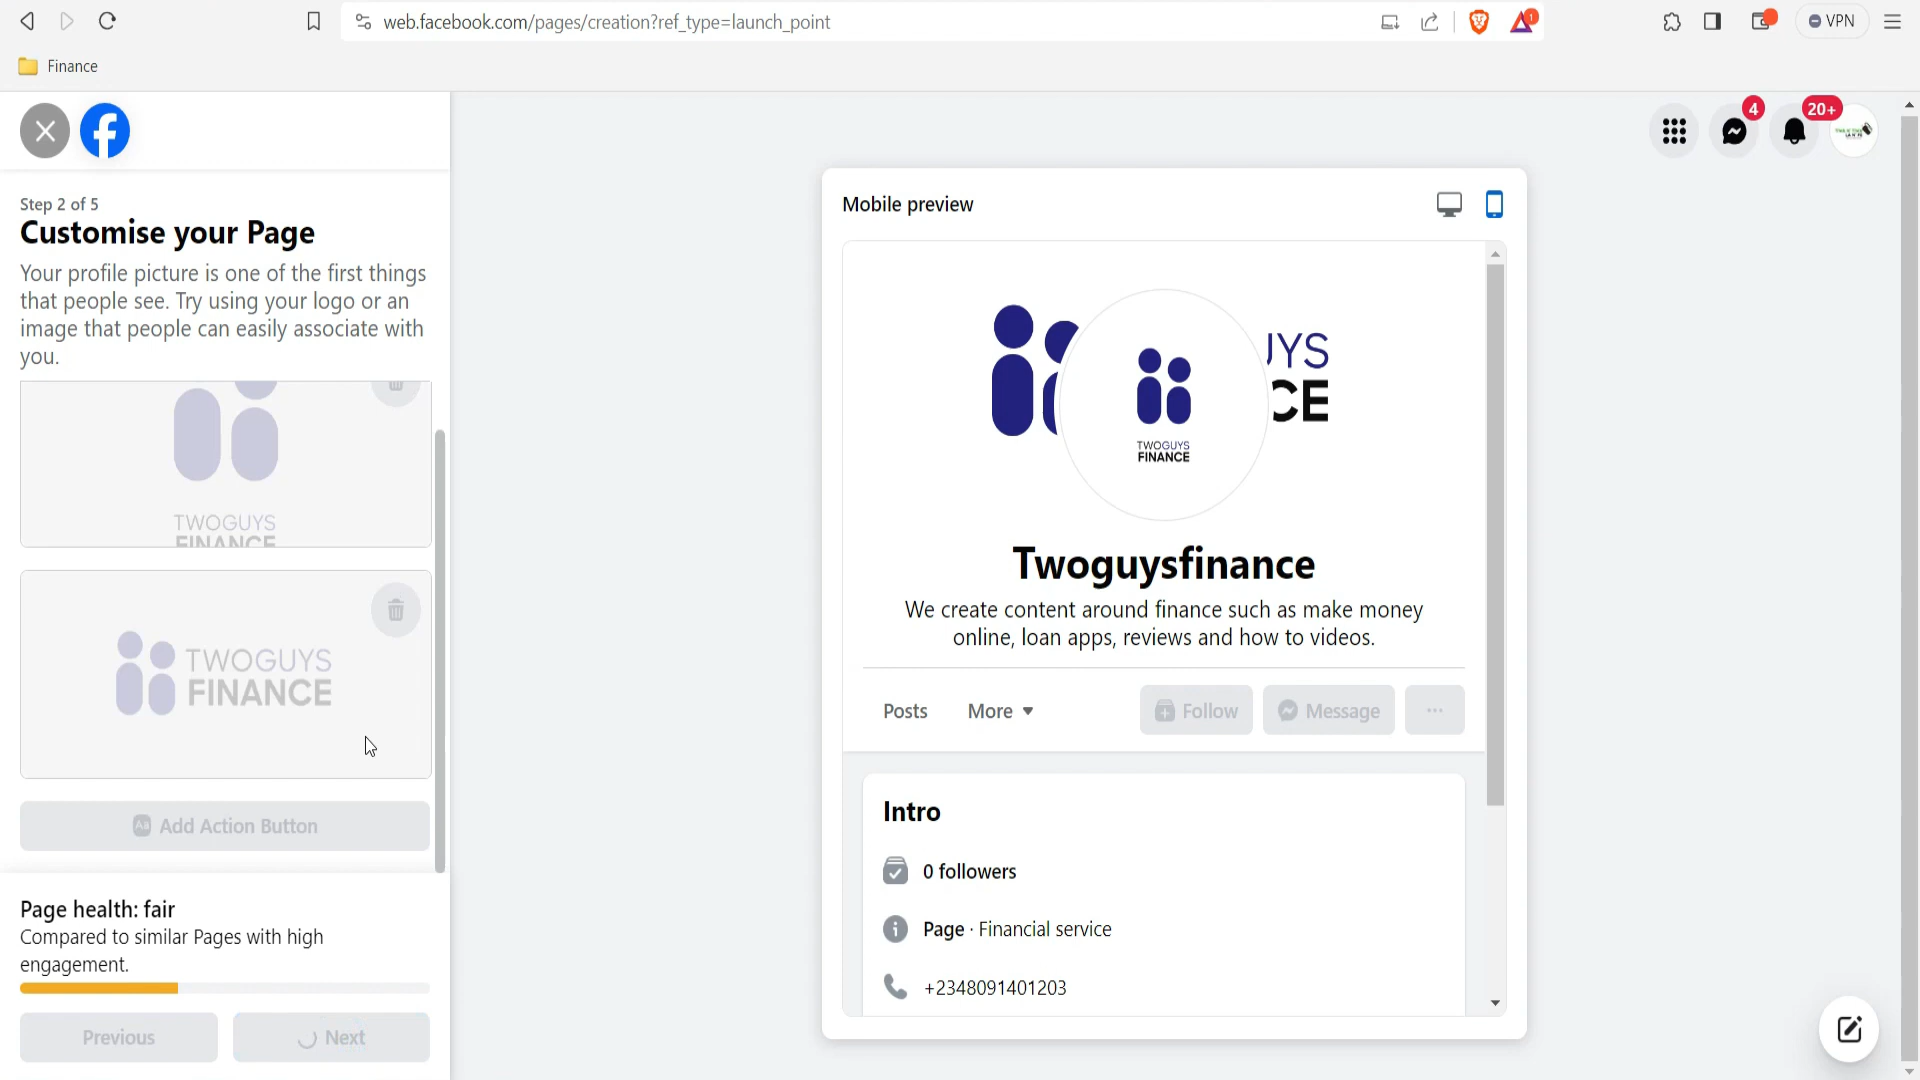 web.facebook.com/pages/creation?ref_type=launch_point
1
VPN
Finance
4
20+
Step 2 of 5
Customise your Page
Your profile picture is one of the first things
that people see. Try using your logo or an
image that people can easily associate with
you.
TWOGUYS
FINANCE
TWOGUYS
FINANCE
Add Action Button
Page health: fair
Compared to similar Pages with high
engagement.
Previous
Next
Mobile preview
UYS
CE
TWOGUYS
FINANCE
Twoguysfinance
We create content around finance such as make money
online, loan apps, reviews and how to videos.
Posts
More
Follow
Message
Intro
0 followers
Page · Financial service
+2348091401203